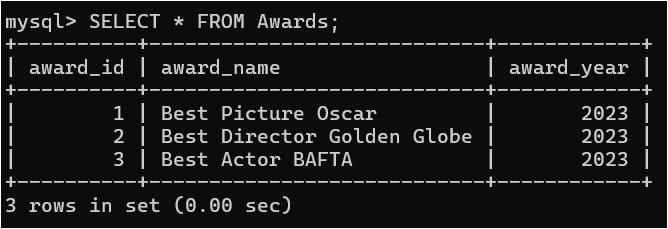 mysql> SELECT * FROM Awards;
+----------+-----------------------------+------------+
| award_id | award_name                  | award_year |
+----------+-----------------------------+------------+
|        1 | Best Picture Oscar          |       2023 |
|        2 | Best Director Golden Globe |       2023 |
|        3 | Best Actor BAFTA            |       2023 |
+----------+-----------------------------+------------+
3 rows in set (0.00 sec)